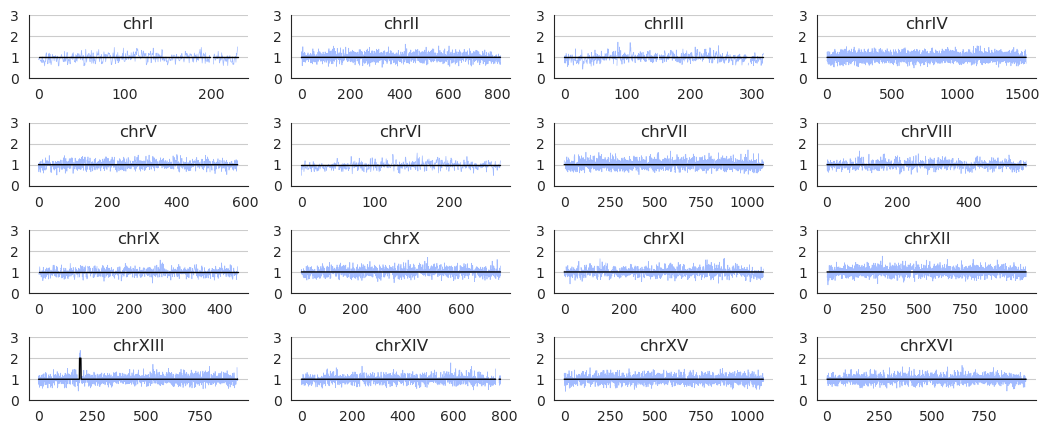 chrI chrII chrIII chrIV
3 3 3 3
2 2 2 2
1 1 1 1
0 0 0 0
0 100 200 0 200 400 600 800 0 100 200 300 0 500 1000 1500
chrV chrVI chrVII chrVIII
3 3 3 3
2 2 2 2
1 1 1 1
0 0 0 0
0 200 400 600 0 100 200 0 250 500 750 1000 0 200 400
chrIX chrX chrXI chrXII
3 3 3 3
2 2 2 2
1 1 1 1
0 0 0 0
0 100 200 300 400 0 200 400 600 0 200 400 600 0 250 500 750 1000
chrXIII chrXIV chrXV chrXVI
3 3 3 3
2 2 2 2
1 1 1 1
0 0 0 0
0 250 500 750 0 200 400 600 800 0 250 500 750 1000 0 250 500 750